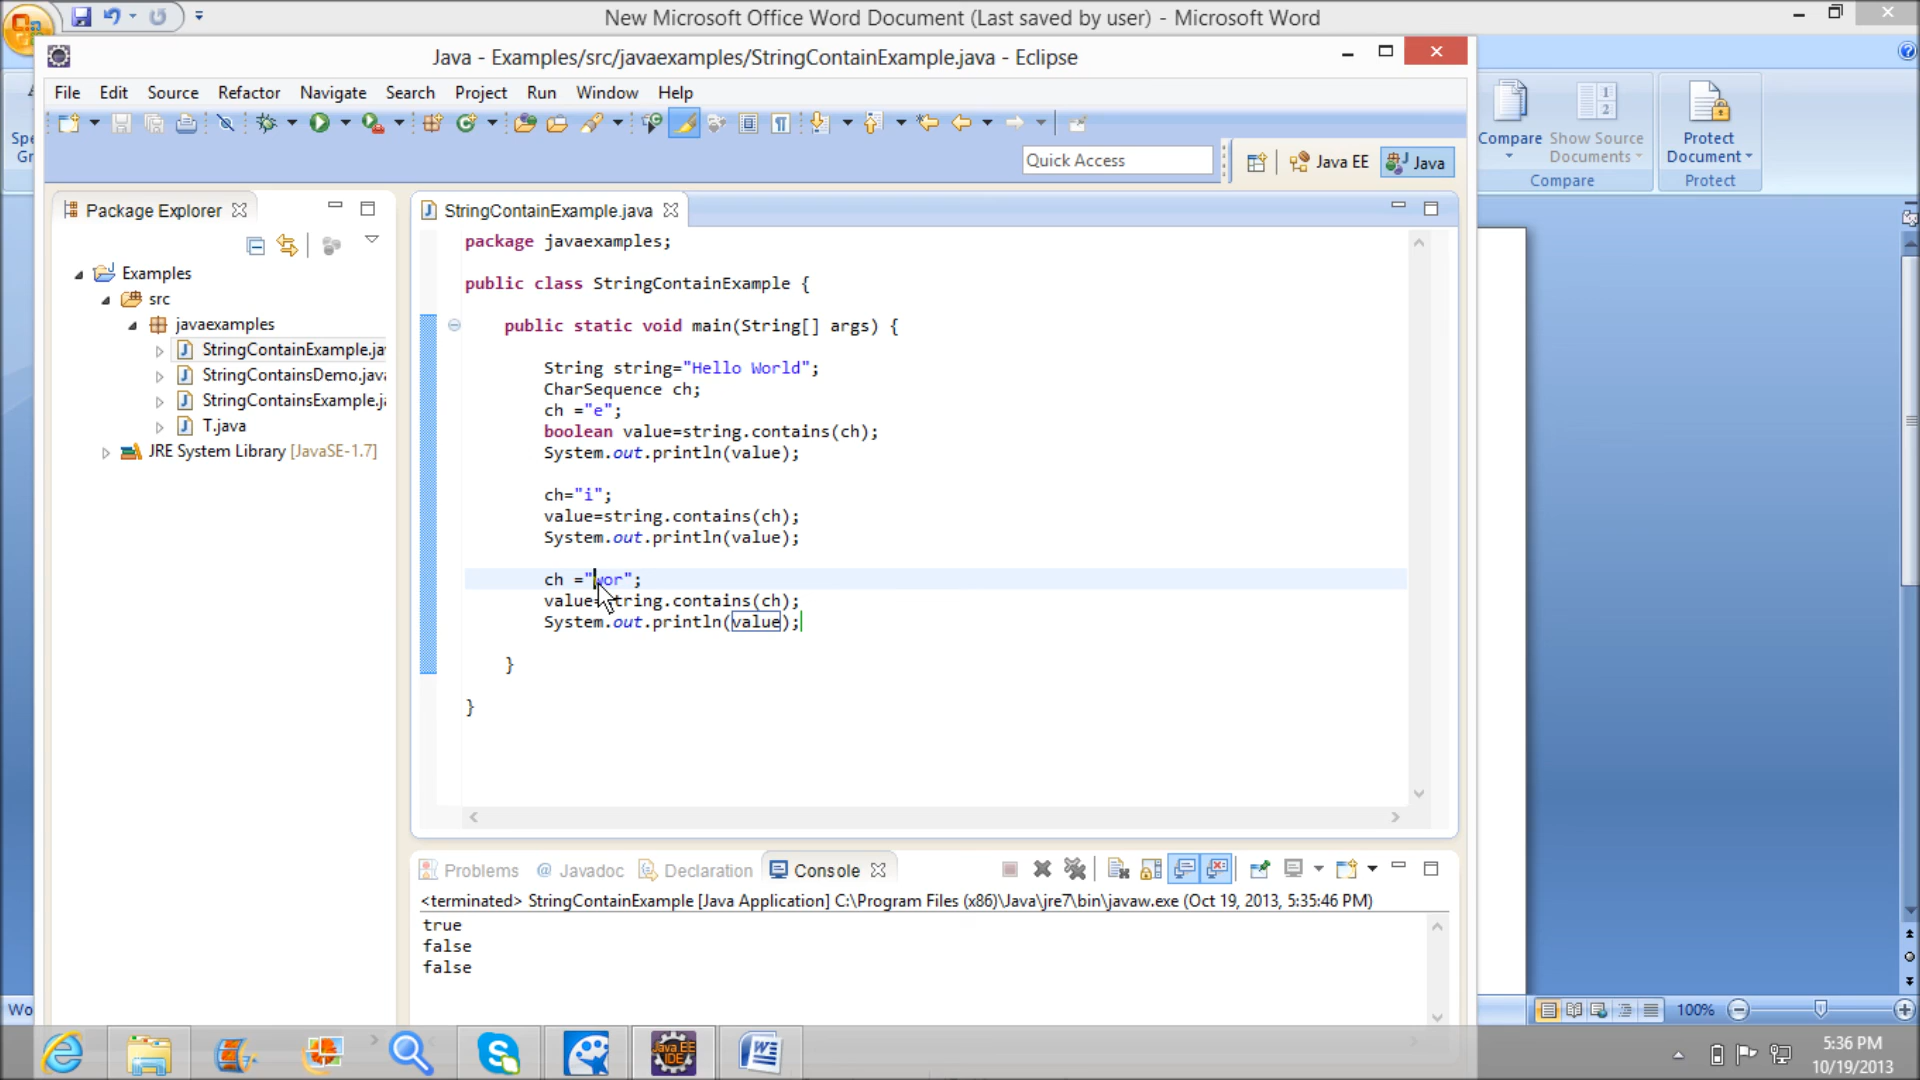 New Microsoft Office Word Document (Last saved by user) - Microsoft Word
Java - Examples/src/javaexamples/StringContainExample.java - Eclipse
File Edit Source Refactor Navigate Search Project Run Window Help
Quick Access
Java EE
Java
Compare
Show Source Documents
Protect Document
Compare
Protect
Package Explorer
Examples
src
javaexamples
StringContainExample.ja
StringContainsDemo.java
StringContainsExample.j
T.java
JRE System Library [JavaSE-1.7]
StringContainExample.java
package javaexamples;
public class StringContainExample {
public static void main(String[] args) {
String string="Hello World";
CharSequence ch;
ch ="e";
boolean value=string.contains(ch);
System.out.println(value);
ch="i";
value=string.contains(ch);
System.out.println(value);
ch ="wor";
value=string.contains(ch);
System.out.println(value);
}
}
Problems @ Javadoc Declaration Console
<terminated> StringContainExample [Java Application] C:\Program Files (x86)\Java\jre7\bin\javaw.exe (Oct 19, 2013, 5:35:46 PM)
true
false
false
Wo
100%
Java EE
IDE
5:36 PM
10/19/2013